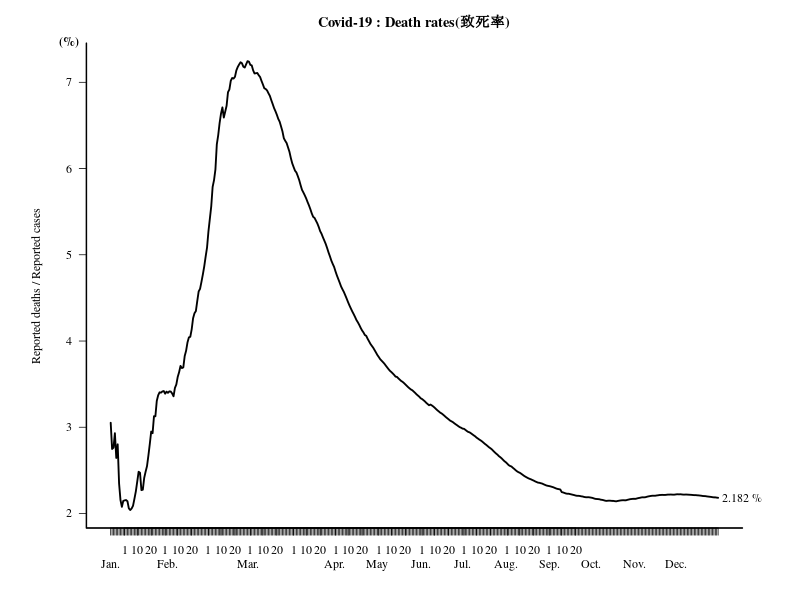 Covid-19 : Death rates(致死率)
(%)
7
6
5
4
3
2
Reported deaths / Reported cases
2.182 %
1 10 20 1 10 20 1 10 20 1 10 20 1 10 20 1 10 20 1 10 20 1 10 20 1 10 20 1 10 20 1 10 20
Jan. Feb. Mar. Apr. May Jun. Jul. Aug. Sep. Oct. Nov. Dec.